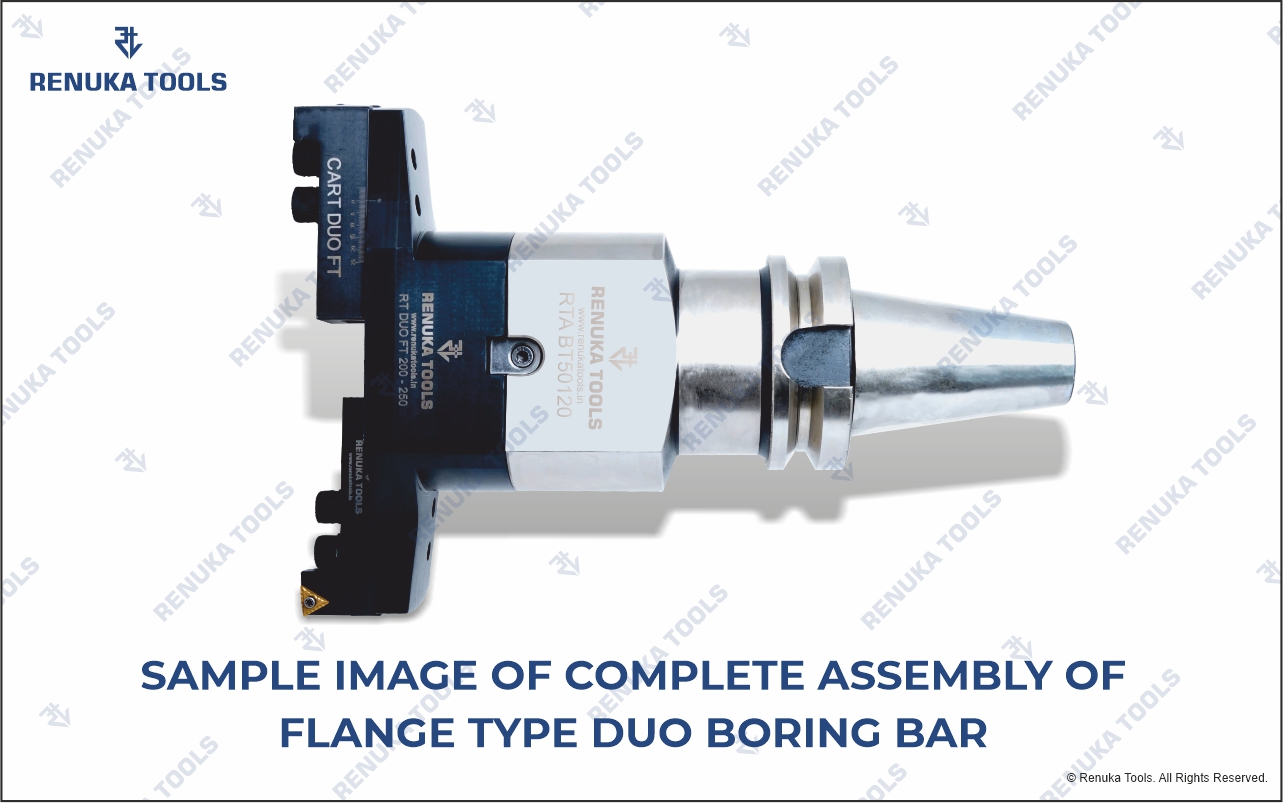 RENUKA TOOLS
CART DUO FT
RENUKA TOOLS
www.renukatools.in
RT DUO FT 200 - 250
RENUKA TOOLS
www.renukatools.in
RTA BT50120
RENUKA TOOLS
SAMPLE IMAGE OF COMPLETE ASSEMBLY OF
FLANGE TYPE DUO BORING BAR
© Renuka Tools. All Rights Reserved.